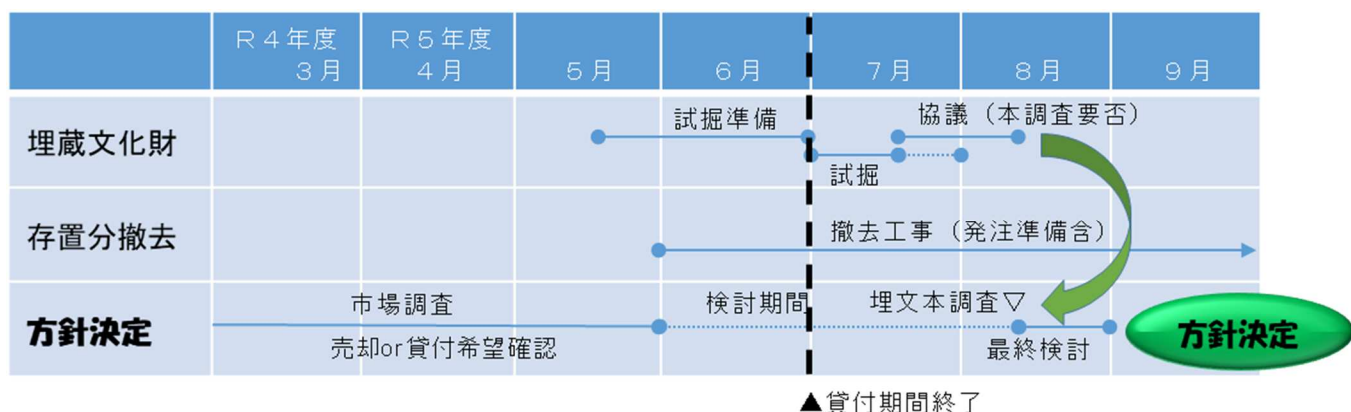 R4年度
3月
R5年度
4月
5月
6月
7月
8月
9月
埋蔵文化財
試掘準備
協議(本調査要否)
試掘
存置分撤去
撤去工事(発注準備含)
方針決定
市場調査
検討期間
埋文本調査▽
売却or貸付希望確認
最終検討
方針決定
▲貸付期間終了